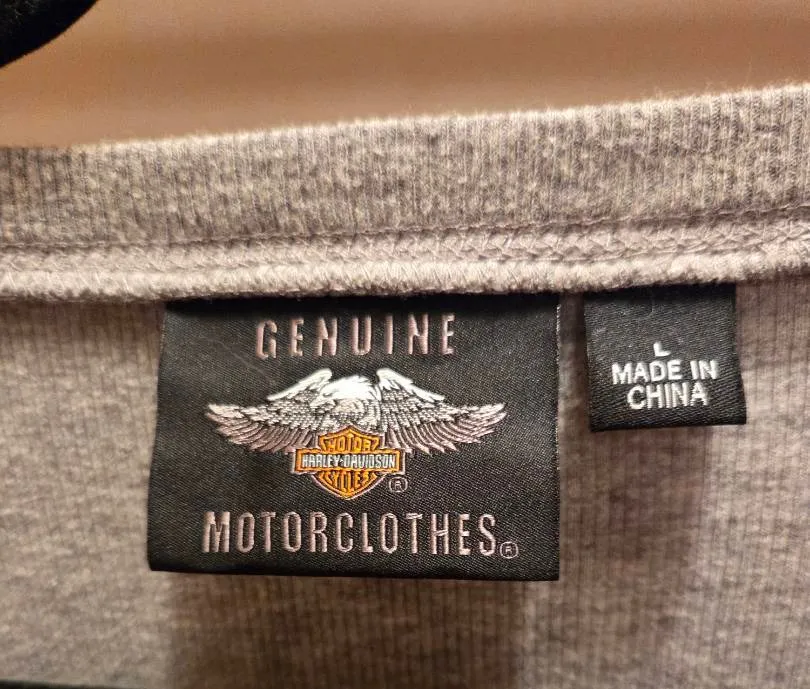 GENUINE
MOTOR
HARLEY-DAVIDSON
CYCLES
®
MOTORCLOTHES®
L
MADE IN
CHINA